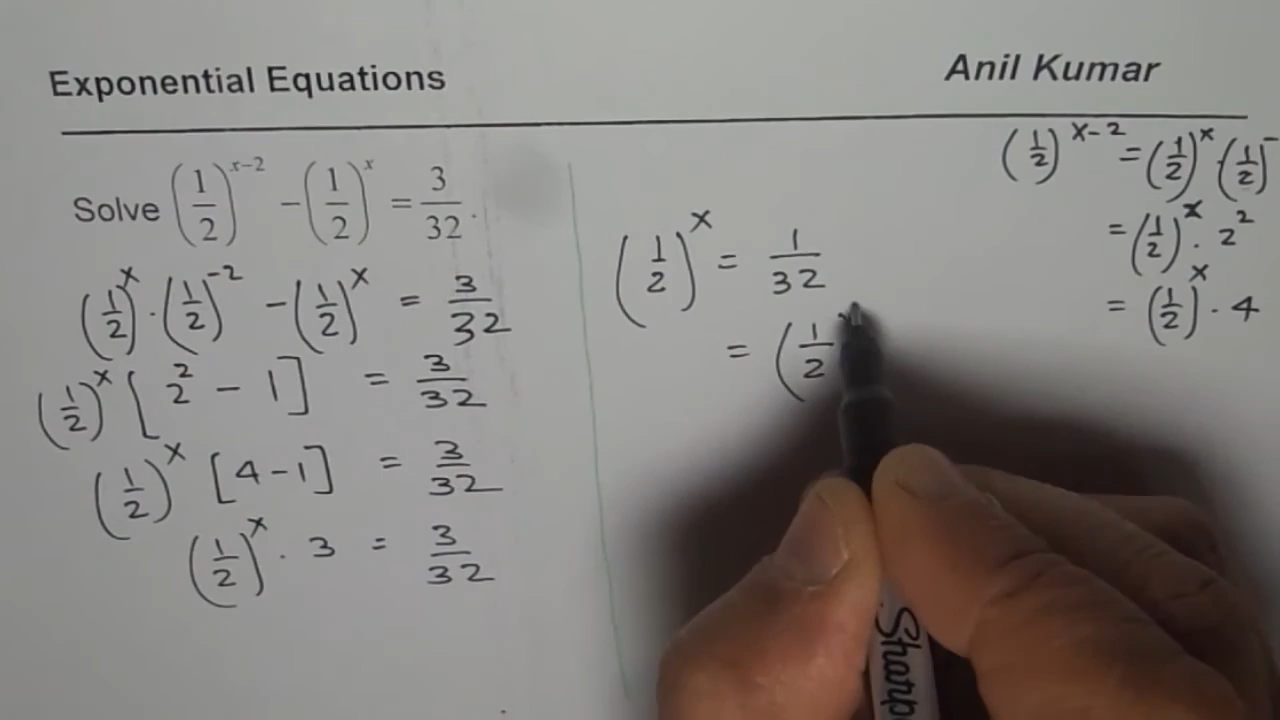 Exponential Equations
Anil Kumar
Solve (1/2)^(x-2) - (1/2)^x = 3/32.
(1/2)^x · (1/2)^-2 - (1/2)^x = 3/32
(1/2)^x [2^2 - 1] = 3/32
(1/2)^x [4-1] = 3/32
(1/2)^x · 3 = 3/32
(1/2)^x = 1/32
= (1/2
(1/2)^(x-2) = (1/2)^x · (1/2)^-
= (1/2)^x · 2^2
= (1/2)^x · 4
Sharp